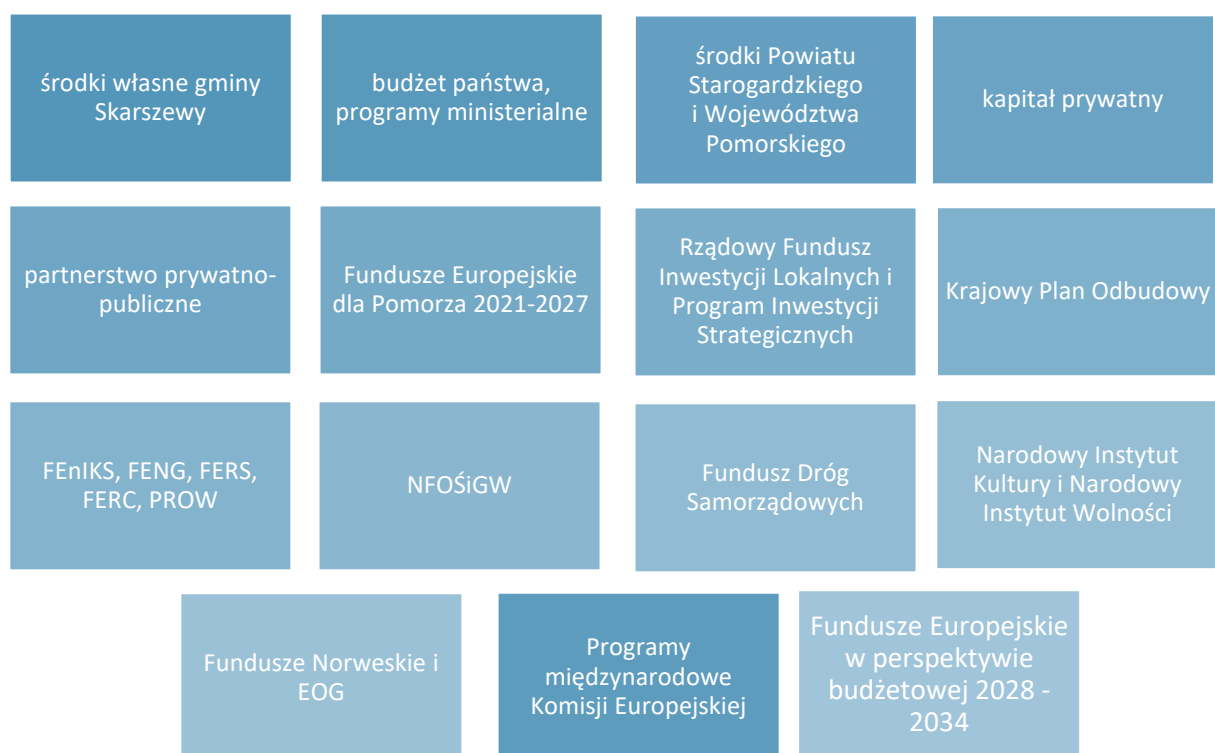 środki własne gminy
Skarszewy
budżet państwa,
programy ministerialne
środki Powiatu
Starogardzkiego
i Województwa
Pomorskiego
kapitał prywatny
partnerstwo prywatno-
publiczne
Fundusze Europejskie
dla Pomorza 2021-2027
Rządowy Fundusz
Inwestycji Lokalnych i
Program Inwestycji
Strategicznych
Krajowy Plan Odbudowy
FEnIKS, FENG, FERS,
FERC, PROW
NFOŚiGW
Fundusz Dróg
Samorządowych
Narodowy Instytut
Kultury i Narodowy
Instytut Wolności
Fundusze Norweskie i
EOG
Programy
międzynarodowe
Komisji Europejskiej
Fundusze Europejskie
w perspektywie
budżetowej 2028 -
2034